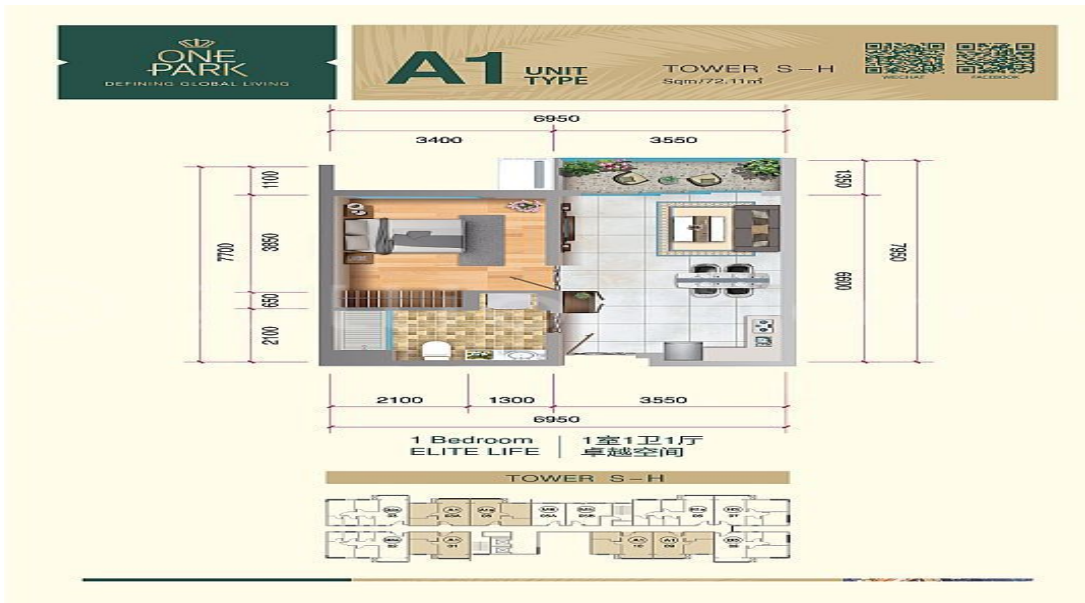 ONE
PARK
DEFINING GLOBAL LIVING
A1 UNIT TYPE
TOWER S-H
Sqm/72.11㎡
WECHAT
FACEBOOK
6950
3400
3550
1100
3850
650
2100
7700
1350
6600
7950
2100
1300
3550
6950
1 Bedroom
ELITE LIFE
1室1卫1厅
卓越空间
TOWER S-H